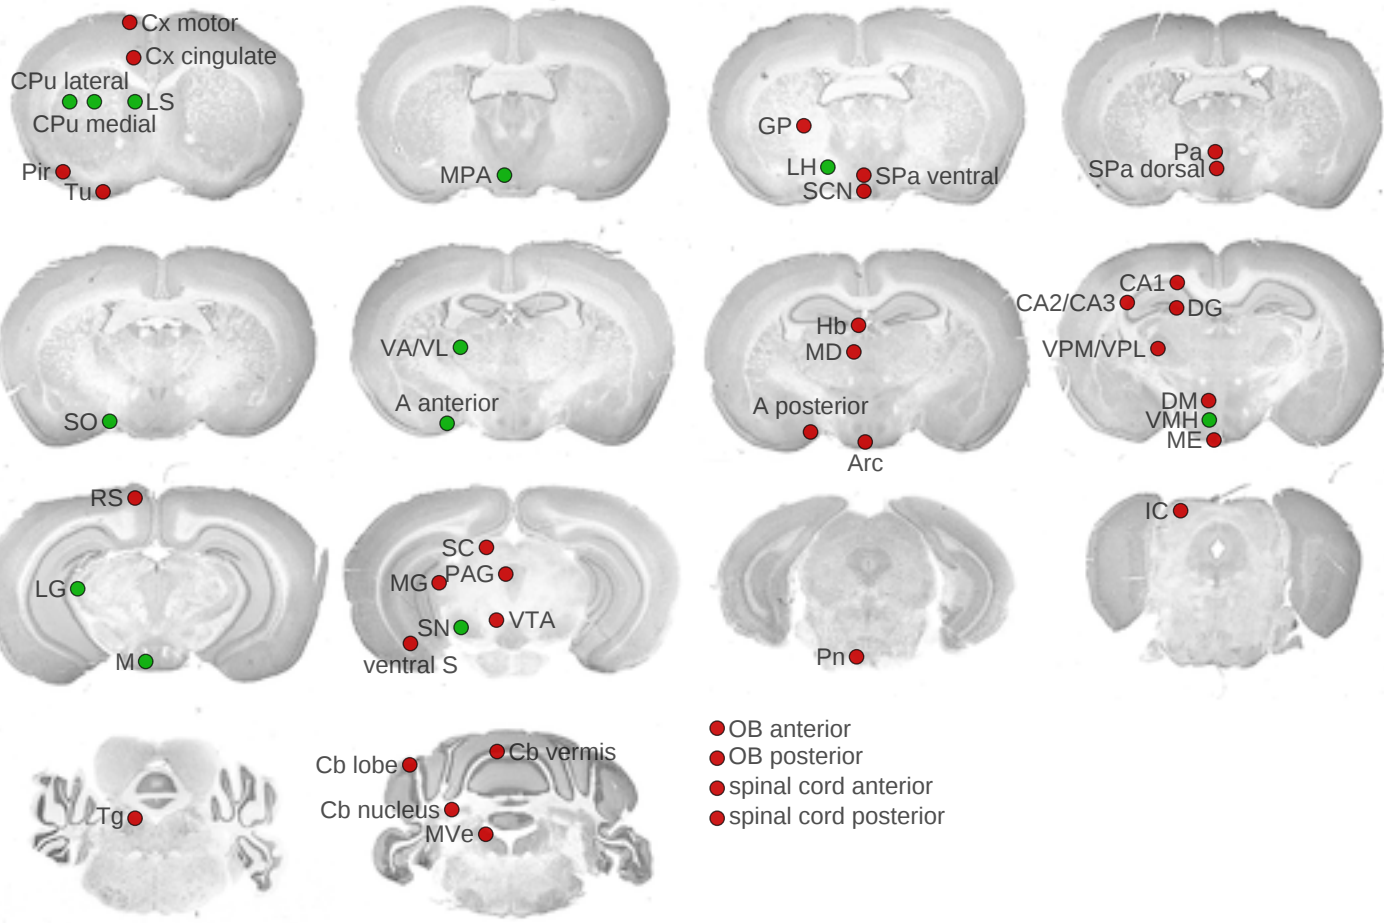 Cx motor
Cx cingulate
CPu lateral
LS
CPu medial
Pir
Tu
MPA
GP
LH
SPa ventral
SCN
Pa
SPa dorsal
SO
VA/VL
A anterior
Hb
MD
A posterior
Arc
CA1
CA2/CA3
DG
VPM/VPL
DM
VMH
ME
RS
LG
M
SC
MG
PAG
VTA
SN
ventral S
Pn
IC
Tg
Cb lobe
Cb vermis
Cb nucleus
MVe
OB anterior
OB posterior
spinal cord anterior
spinal cord posterior